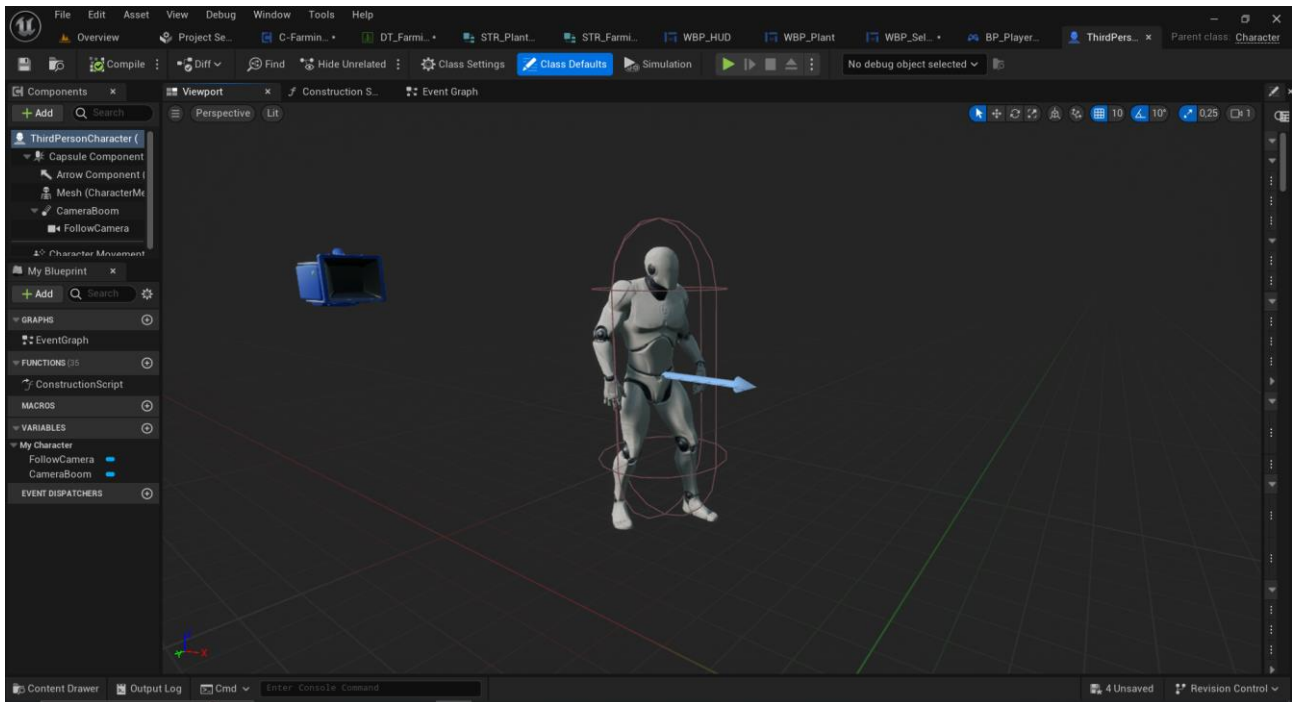 File Edit Asset View Debug Window Tools Help
Overview Project Se... C-Farmin... • DT_Farmi... • STR_Plant... STR_Farmi... WBP_HUD WBP_Plant WBP_Sel... • BP_Player... ThirdPers... × Parent class: Character
Compile Diff Find Hide Unrelated Class Settings Class Defaults Simulation No debug object selected
Components × Viewport × Construction S... Event Graph
+ Add Search Perspective Lit 10 10° 0,25 1
ThirdPersonCharacter (
Capsule Component
Arrow Component (
Mesh (CharacterMe
CameraBoom
FollowCamera
Character Movement
My Blueprint ×
+ Add Search
GRAPHS
EventGraph
FUNCTIONS (35
ConstructionScript
MACROS
VARIABLES
My Character
FollowCamera
CameraBoom
EVENT DISPATCHERS
X
Content Drawer Output Log Cmd Enter Console Command 4 Unsaved Revision Control